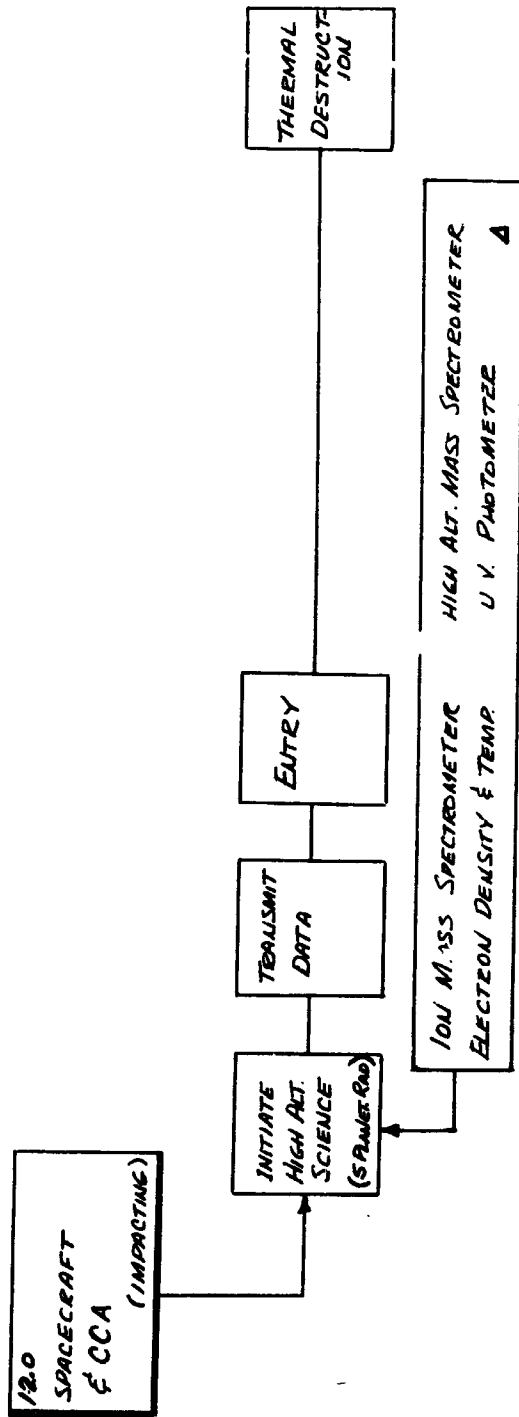 12.0
SPACECRAFT
& CCA
(IMPACTING)
INITIATE
HIGH ALT.
SCIENCE
(5 PLANET RAD)
TRANSMIT
DATA
ENTRY
THERMAL
DESTRUCT-
ION
ION MASS SPECTROMETER HIGH ALT. MASS SPECTROMETER
ELECTRON DENSITY & TEMP. U V. PHOTOMETER Δ